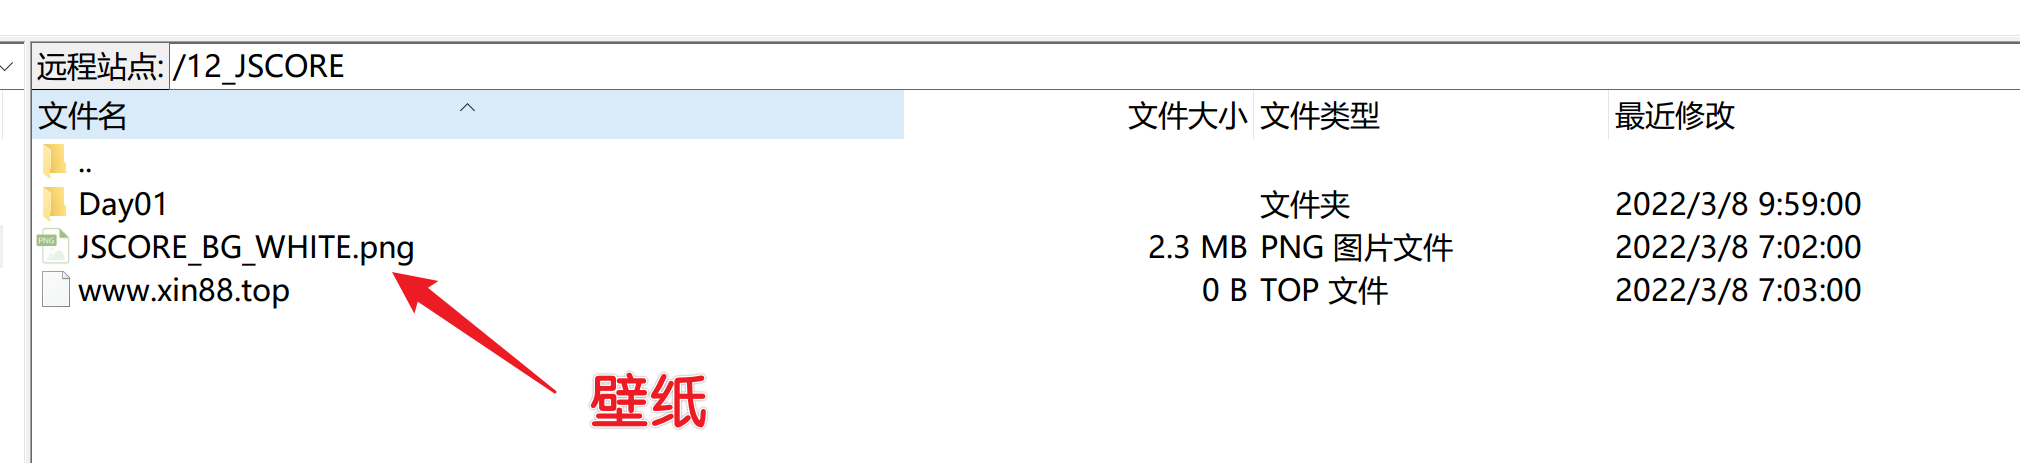 远程站点: /12_JSCORE
文件名 文件大小 文件类型 最近修改
..
Day01 文件夹 2022/3/8 9:59:00
PNG JSCORE_BG_WHITE.png 2.3 MB PNG 图片文件 2022/3/8 7:02:00
www.xin88.top 0 B TOP 文件 2022/3/8 7:03:00
壁纸